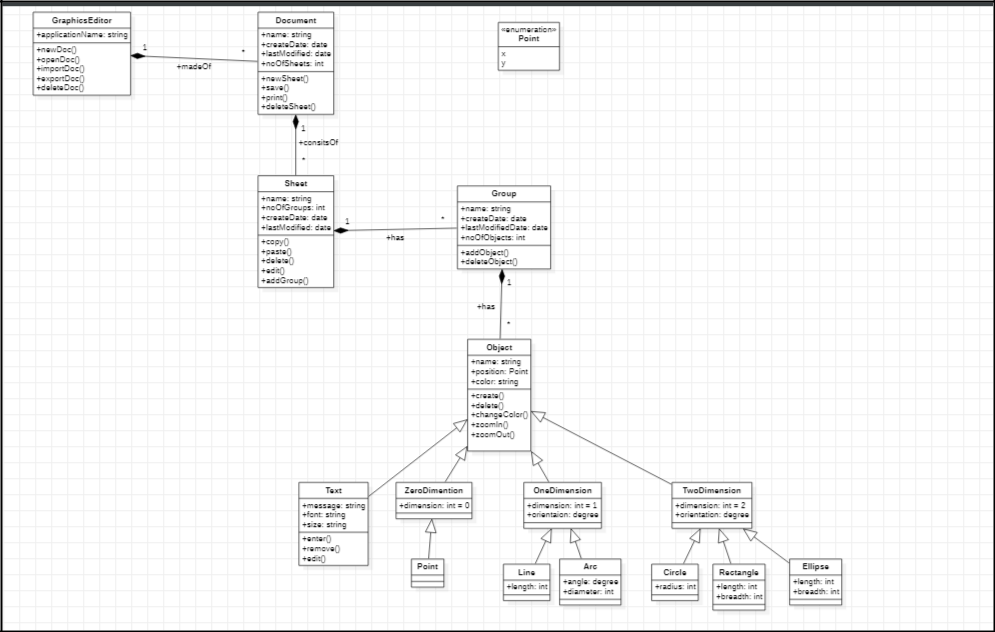 GraphicsEditor
+applicationName: string
+newDoc()
+openDoc()
+importDoc()
+exportDoc()
+deleteDoc()
1
*
+madeOf
Document
+name: string
+createDate: date
+lastModified: date
+noOfSheets: int
+newSheet()
+save()
+print()
+deleteSheet()
«enumeration»
Point
x
y
1
+consitsOf
*
Sheet
+name: string
+noOfGroups: int
+createDate: date
+lastModified: date
+copy()
+paste()
+delete()
+edit()
+addGroup()
1
*
+has
Group
+name: string
+createDate: date
+lastModifiedDate: date
+noOfObjects: int
+addObject()
+deleteObject()
1
+has
*
Object
+name: string
+position: Point
+color: string
+create()
+delete()
+changeColor()
+zoomIn()
+zoomOut()
Text
+message: string
+font: string
+size: string
+enter()
+remove()
+edit()
ZeroDimention
+dimension: int = 0
OneDimension
+dimension: int = 1
+orientaion: degree
TwoDimension
+dimension: int = 2
+orientation: degree
Point
Line
+length: int
Arc
+angle: degree
+diameter: int
Circle
+radius: int
Rectangle
+length: int
+breadth: int
Ellipse
+length: int
+breadth: int